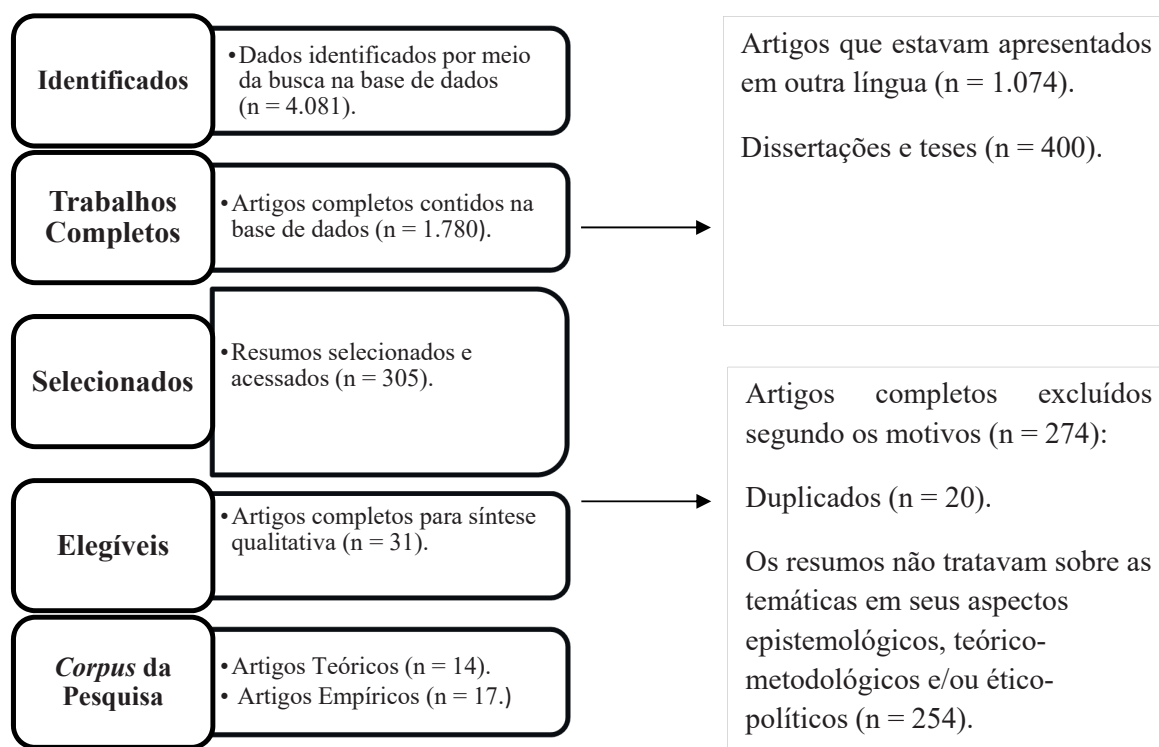 Identificados
•Dados identificados por meio
da busca na base de dados
(n = 4.081).
Trabalhos
Completos
•Artigos completos contidos na
base de dados (n = 1.780).
Artigos que estavam apresentados
em outra língua (n = 1.074).
Dissertações e teses (n = 400).
Selecionados
•Resumos selecionados e
acessados (n = 305).
Elegíveis
•Artigos completos para síntese
qualitativa (n = 31).
Artigos completos excluídos
segundo os motivos (n = 274):
Duplicados (n = 20).
Os resumos não tratavam sobre as
temáticas em seus aspectos
epistemológicos, teórico-
metodológicos e/ou ético-
políticos (n = 254).
Corpus da
Pesquisa
•Artigos Teóricos (n = 14).
• Artigos Empíricos (n = 17.)